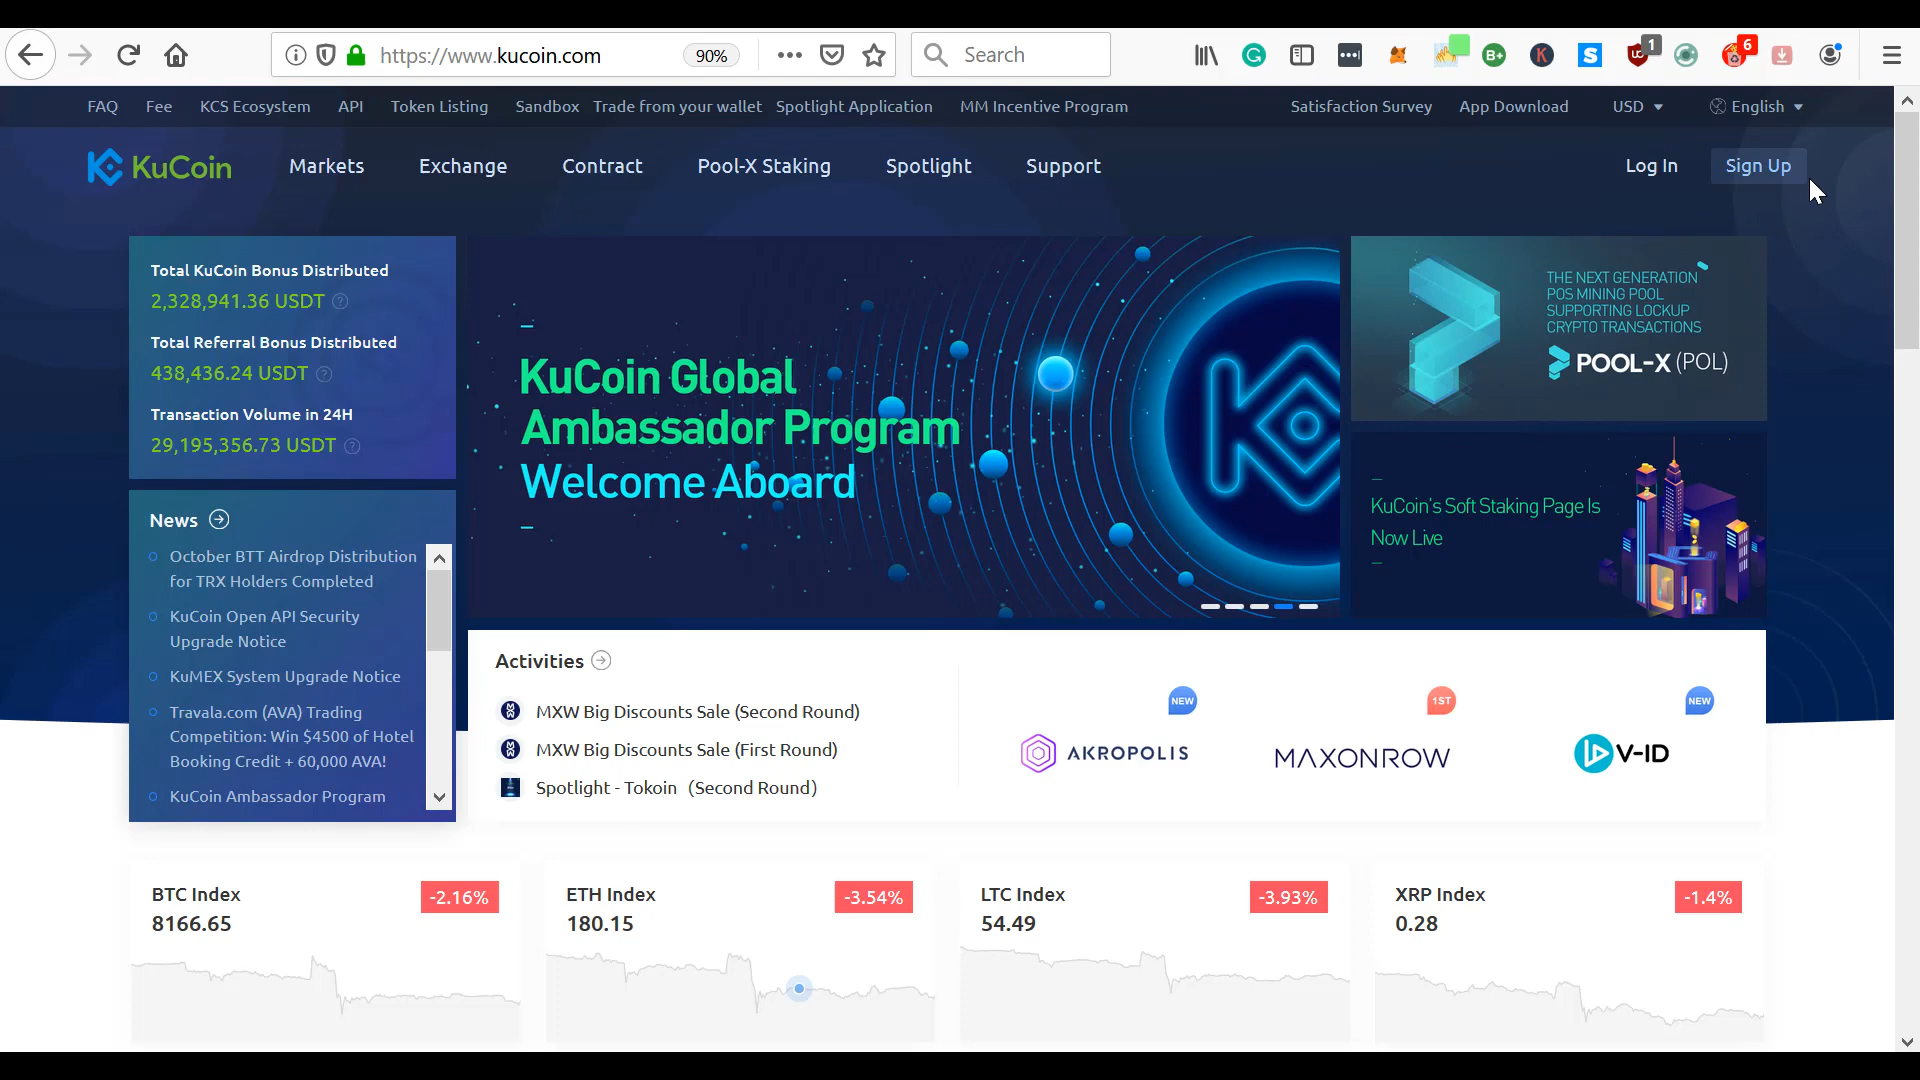 https://www.kucoin.com
90%
Search
1
6
FAQ Fee KCS Ecosystem API Token Listing Sandbox Trade from your wallet Spotlight Application MM Incentive Program Satisfaction Survey App Download USD English
KuCoin Markets Exchange Contract Pool-X Staking Spotlight Support Log In Sign Up
Total KuCoin Bonus Distributed
2,328,941.36 USDT
Total Referral Bonus Distributed
438,436.24 USDT
Transaction Volume in 24H
29,195,356.73 USDT
News
October BTT Airdrop Distribution
for TRX Holders Completed
KuCoin Open API Security
Upgrade Notice
KuMEX System Upgrade Notice
Travala.com (AVA) Trading
Competition: Win $4500 of Hotel
Booking Credit + 60,000 AVA!
KuCoin Ambassador Program
KuCoin Global
Ambassador Program
Welcome Aboard
THE NEXT GENERATION
POS MINING POOL
SUPPORTING LOCKUP
CRYPTO TRANSACTIONS
POOL-X (POL)
KuCoin's Soft Staking Page Is
Now Live
Activities
MXW Big Discounts Sale (Second Round)
MXW Big Discounts Sale (First Round)
Spotlight - Tokoin (Second Round)
NEW
AKROPOLIS
1ST
MAXONROW
NEW
V-ID
BTC Index
8166.65
-2.16%
ETH Index
180.15
-3.54%
LTC Index
54.49
-3.93%
XRP Index
0.28
-1.4%